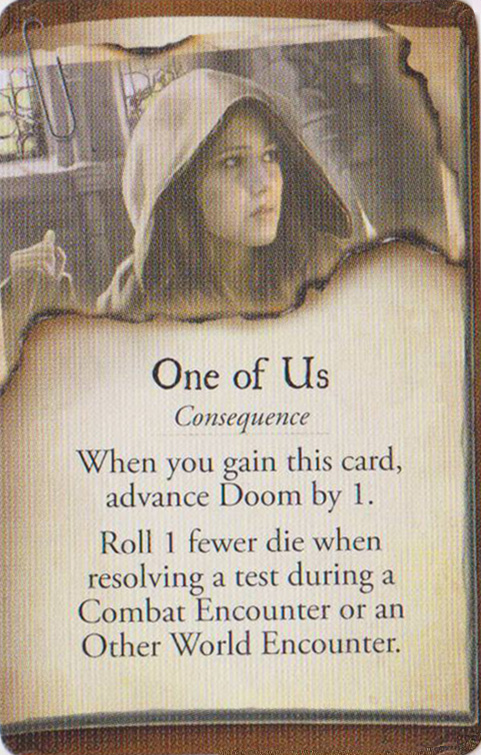 One of Us
Consequence
When you gain this card,
advance Doom by 1.
Roll 1 fewer die when
resolving a test during a
Combat Encounter or an
Other World Encounter.